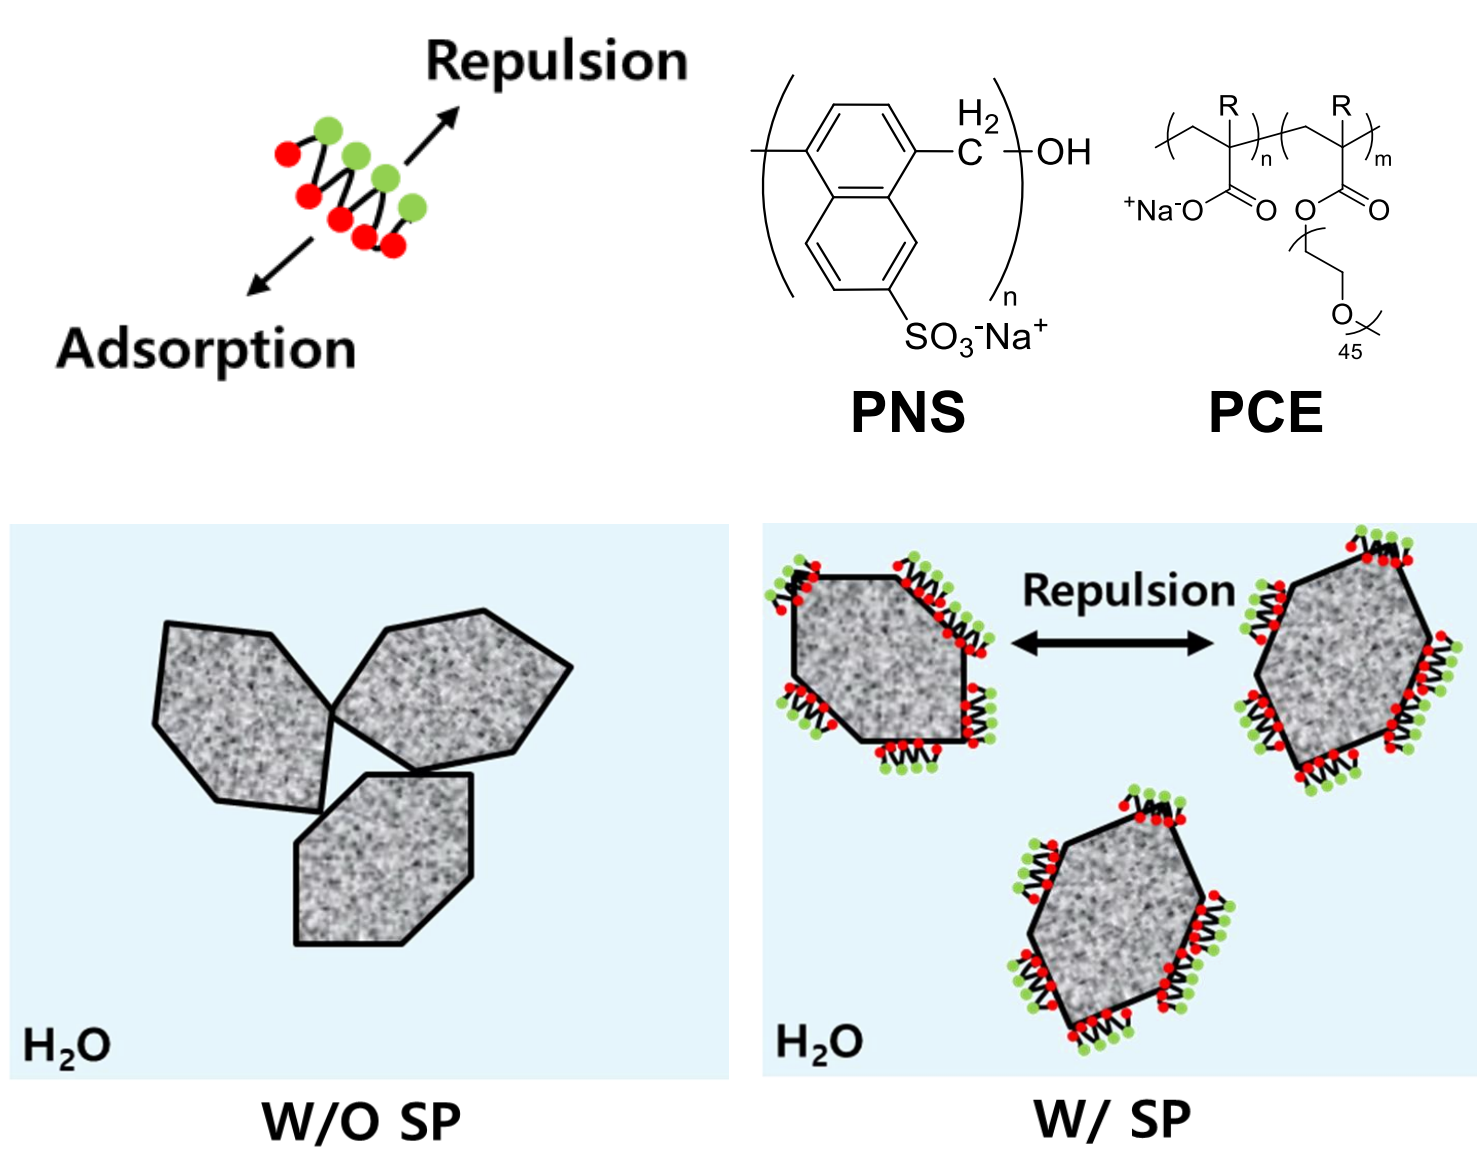 Repulsion
Adsorption
H₂
C
OH
n
SO₃⁻Na⁺
PNS
R
R
n
m
⁺Na⁻O
O
O
O
O
45
PCE
Repulsion
H₂O
H₂O
W/O SP
W/ SP